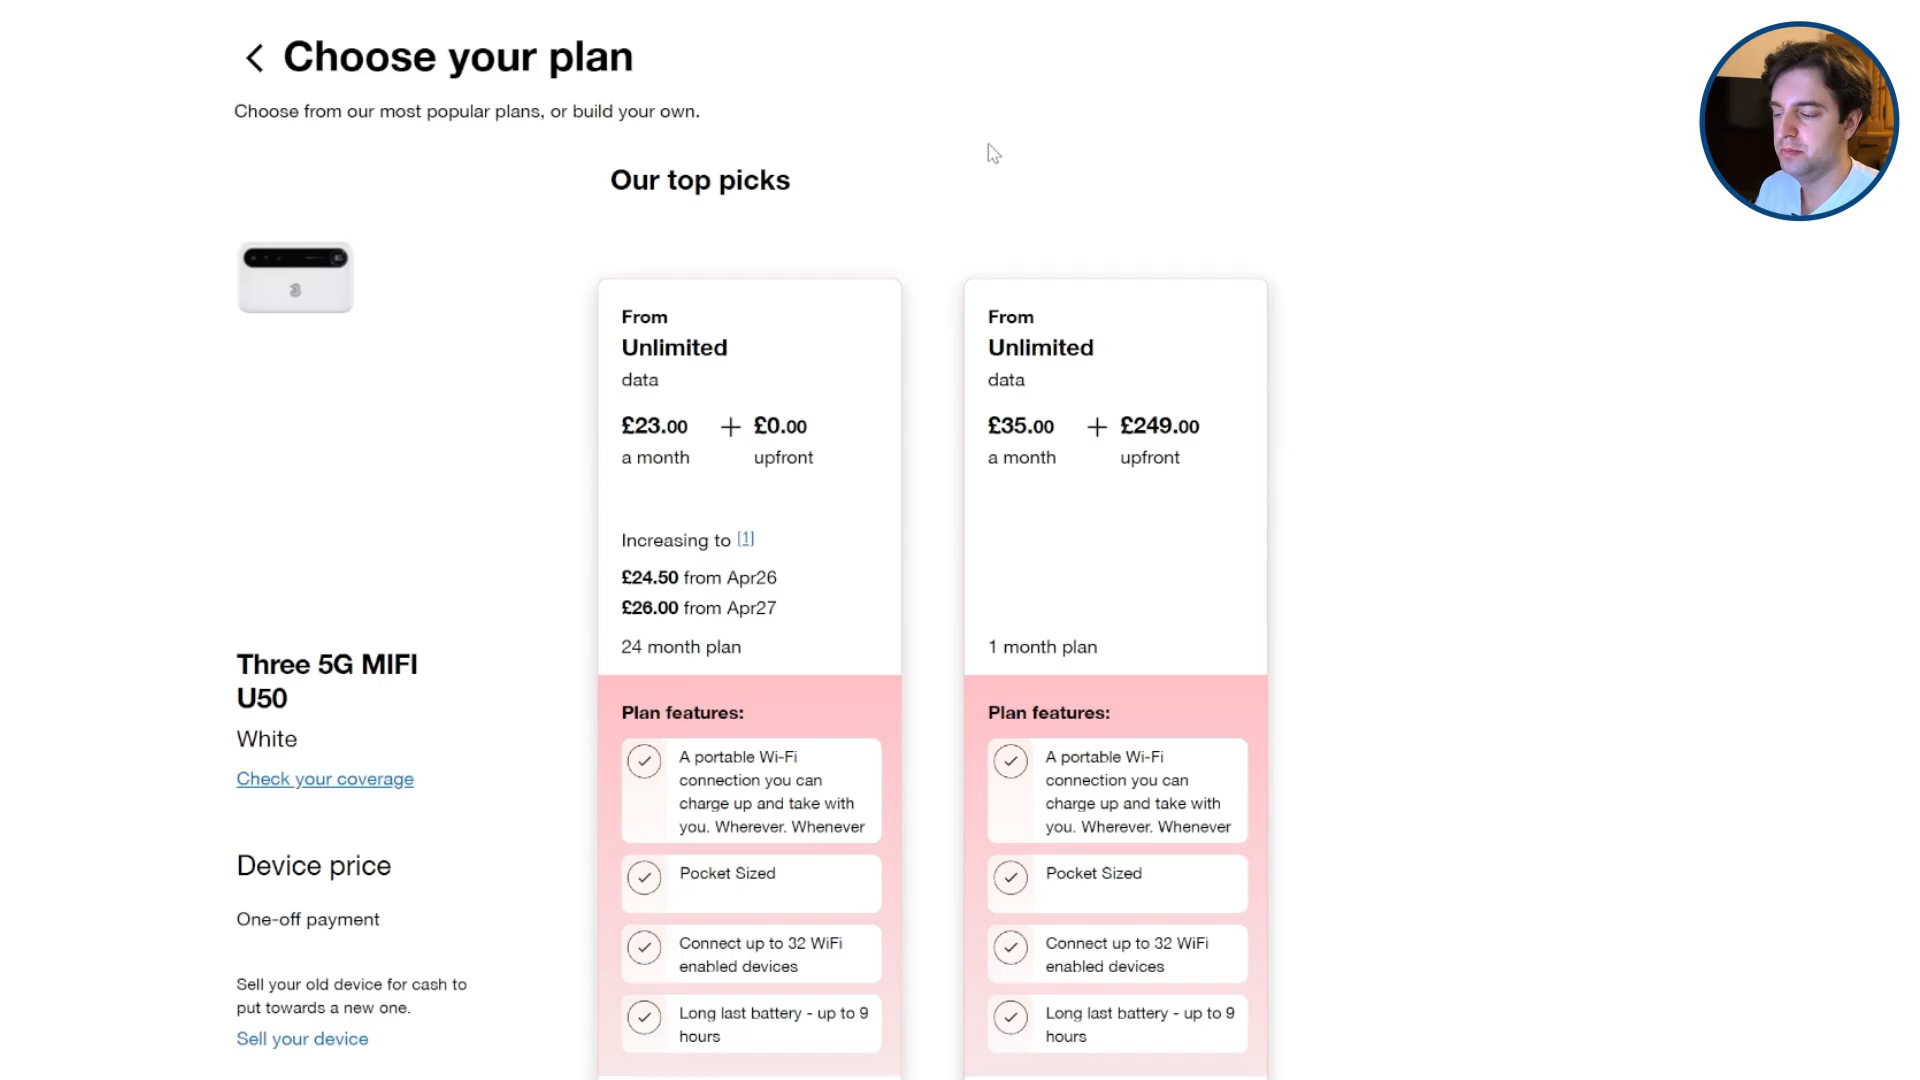 Choose your plan
Choose from our most popular plans, or build your own.
Our top picks
Three 5G MIFI
U50
White
Check your coverage
Device price
One-off payment
Sell your old device for cash to
put towards a new one.
Sell your device
From
Unlimited
data
£23.00 + £0.00
a month upfront
Increasing to [1]
£24.50 from Apr26
£26.00 from Apr27
24 month plan
Plan features:
A portable Wi-Fi
connection you can
charge up and take with
you. Wherever. Whenever
Pocket Sized
Connect up to 32 WiFi
enabled devices
Long last battery - up to 9
hours
From
Unlimited
data
£35.00 + £249.00
a month upfront
1 month plan
Plan features:
A portable Wi-Fi
connection you can
charge up and take with
you. Wherever. Whenever
Pocket Sized
Connect up to 32 WiFi
enabled devices
Long last battery - up to 9
hours